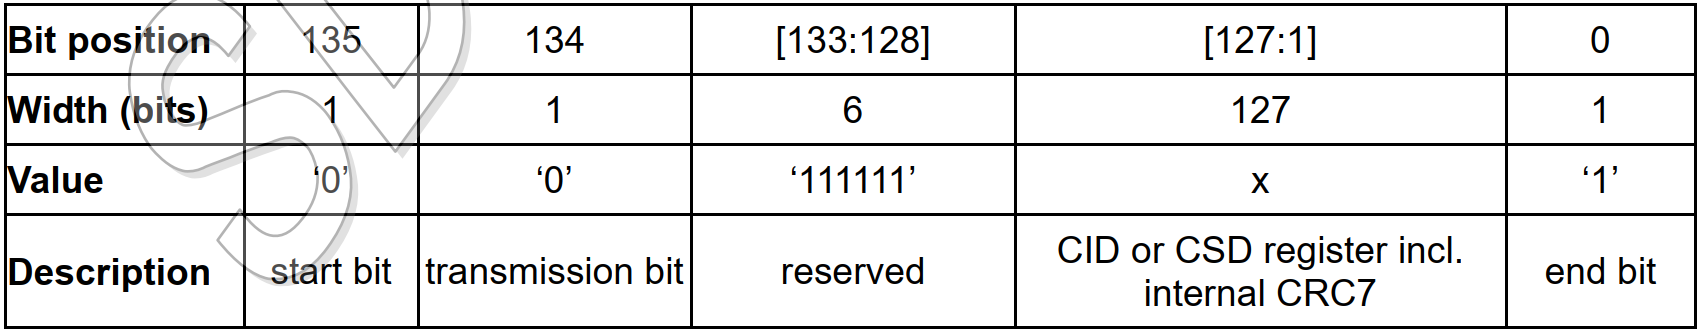 Bit position 135 134 [133:128] [127:1] 0
Width (bits) 1 1 6 127 1
Value ‘0’ ‘0’ ‘111111’ x ‘1’
Description start bit transmission bit reserved CID or CSD register incl. internal CRC7 end bit